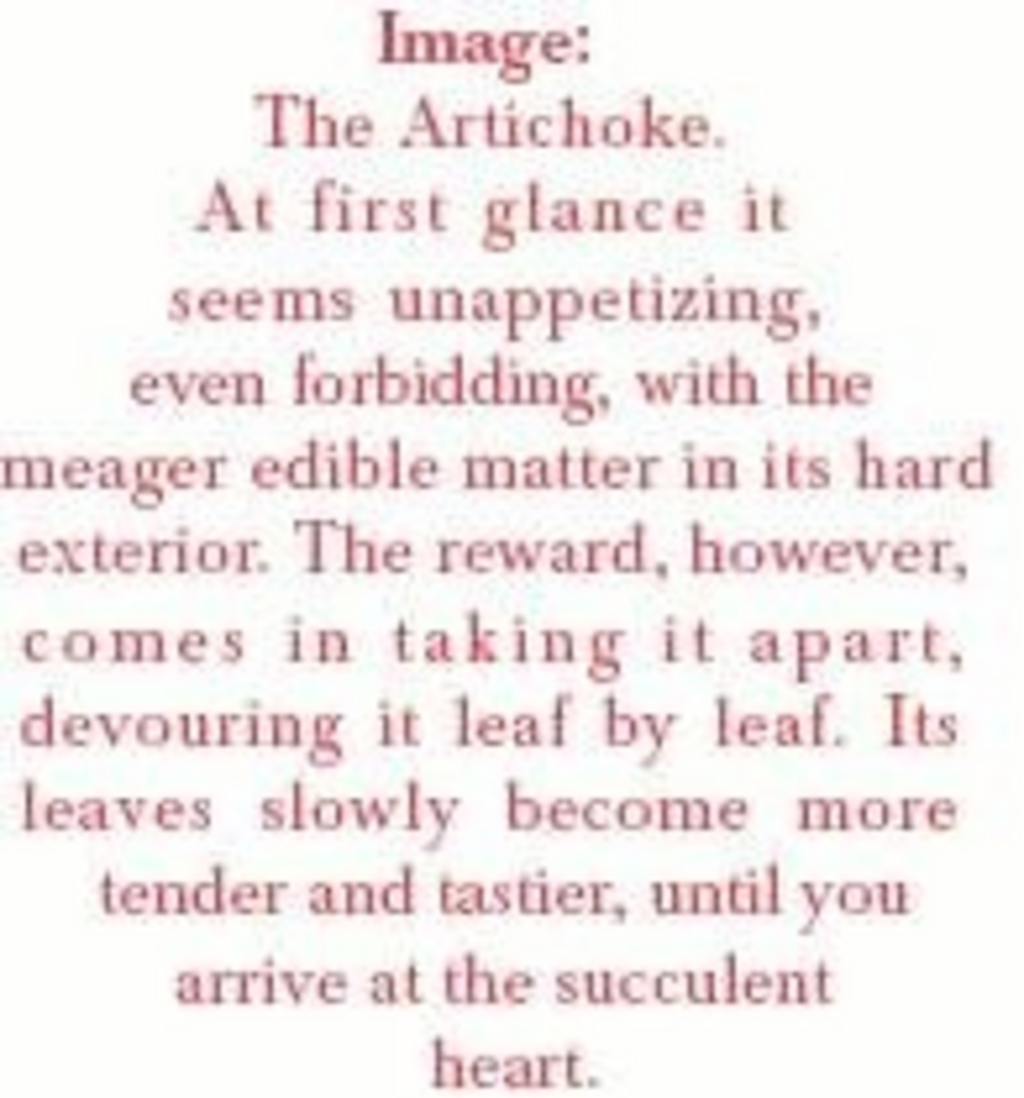 Image:
The Artichoke.
At first glance it
seems unappetizing,
even forbidding, with the
meager edible matter in its hard
exterior. The reward, however,
comes in taking it apart,
devouring it leaf by leaf. Its
leaves slowly become more
tender and tastier, until you
arrive at the succulent
heart.